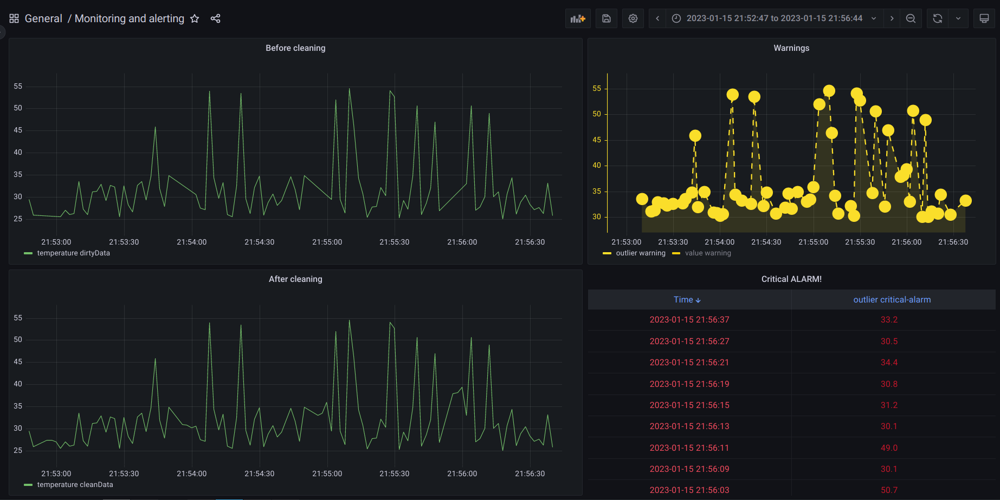 General / Monitoring and alerting
2023-01-15 21:52:47 to 2023-01-15 21:56:44
Before cleaning
55
50
45
40
35
30
25
21:53:00 21:53:30 21:54:00 21:54:30 21:55:00 21:55:30 21:56:00 21:56:30
temperature dirtyData
Warnings
55
50
45
40
35
30
21:53:00 21:53:30 21:54:00 21:54:30 21:55:00 21:55:30 21:56:00 21:56:30
outlier warning value warning
After cleaning
55
50
45
40
35
30
25
21:53:00 21:53:30 21:54:00 21:54:30 21:55:00 21:55:30 21:56:00 21:56:30
temperature cleanData
Critical ALARM!
Time outlier critical-alarm
2023-01-15 21:56:37 33.2
2023-01-15 21:56:27 30.5
2023-01-15 21:56:21 34.4
2023-01-15 21:56:19 30.8
2023-01-15 21:56:15 31.2
2023-01-15 21:56:13 30.1
2023-01-15 21:56:11 49.0
2023-01-15 21:56:09 30.1
2023-01-15 21:56:03 50.7